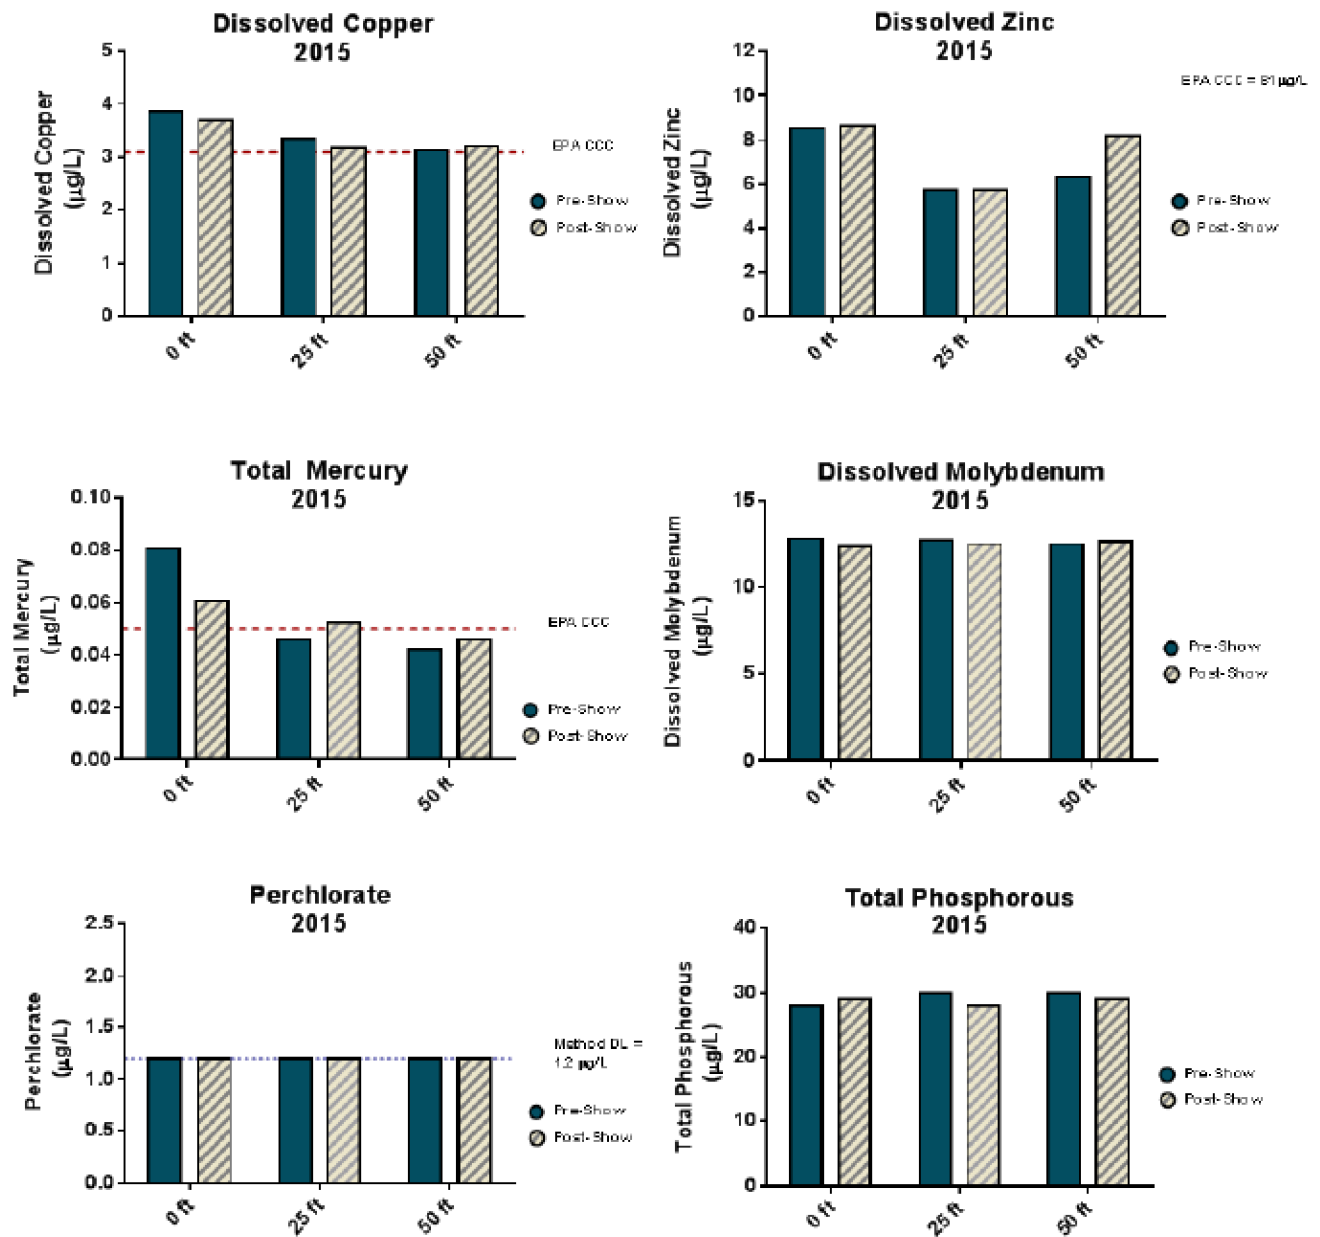 Dissolved Copper
2015
Dissolved Copper
(µg/L)
5
4
3
2
1
0
0 ft
25 ft
50 ft
EPA CCC
Pre-Show
Post-Show
Dissolved Zinc
2015
Dissolved Zinc
(µg/L)
12
10
8
6
4
2
0
0 ft
25 ft
50 ft
EPA CCC = 81 µg/L
Pre-Show
Post-Show
Total Mercury
2015
Total Mercury
(µg/L)
0.10
0.08
0.06
0.04
0.02
0.00
0 ft
25 ft
50 ft
EPA CCC
Pre-Show
Post-Show
Dissolved Molybdenum
2015
Dissolved Molybdenum
(µg/L)
15
10
5
0
0 ft
25 ft
50 ft
Pre-Show
Post-Show
Perchlorate
2015
Perchlorate
(µg/L)
2.5
2.0
1.5
1.0
0.5
0.0
0 ft
25 ft
50 ft
Method DL =
1.2 µg/L
Pre-Show
Post-Show
Total Phosphorous
2015
Total Phosphorous
(µg/L)
40
30
20
10
0
0 ft
25 ft
50 ft
Pre-Show
Post-Show